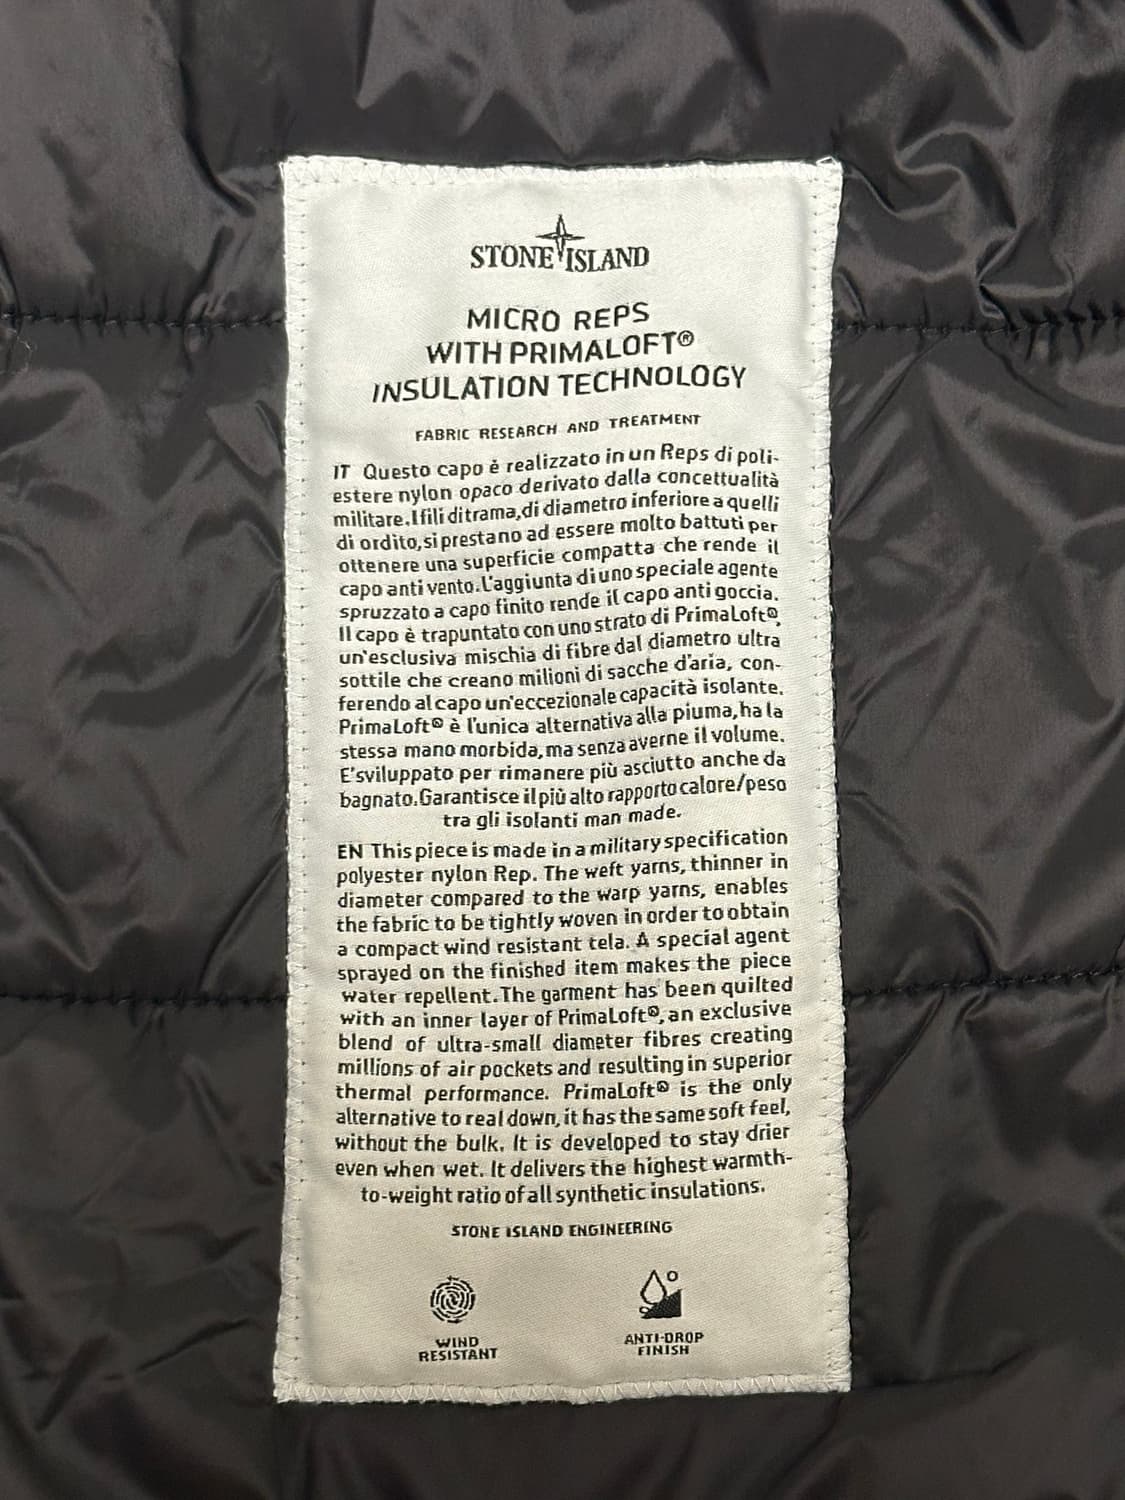 STONE ISLAND
MICRO REPS
WITH PRIMALOFT®
INSULATION TECHNOLOGY
FABRIC RESEARCH AND TREATMENT
IT Questo capo è realizzato in un Reps di poli-
estere nylon opaco derivato dalla concettualità
militare.I fili di trama,di diametro inferiore a quelli
di ordito,si prestano ad essere molto battuti per
ottenere una superficie compatta che rende il
capo anti vento.L'aggiunta di uno speciale agente
spruzzato a capo finito rende il capo anti goccia.
Il capo è trapuntato con uno strato di PrimaLoft®,
un'esclusiva mischia di fibre dal diametro ultra
sottile che creano milioni di sacche d'aria, con-
ferendo al capo un'eccezionale capacità isolante.
PrimaLoft® è l'unica alternativa alla piuma,ha la
stessa mano morbida,ma senza averne il volume.
E'sviluppato per rimanere più asciutto anche da
bagnato.Garantisce il più alto rapporto calore/peso
tra gli isolanti man made.
EN This piece is made in a military specification
polyester nylon Rep. The weft yarns, thinner in
diameter compared to the warp yarns, enables
the fabric to be tightly woven in order to obtain
a compact wind resistant tela. A special agent
sprayed on the finished item makes the piece
water repellent.The garment has been quilted
with an inner layer of PrimaLoft®,an exclusive
blend of ultra-small diameter fibres creating
millions of air pockets and resulting in superior
thermal performance. PrimaLoft® is the only
alternative to real down, it has the same soft feel,
without the bulk. It is developed to stay drier
even when wet. It delivers the highest warmth-
to-weight ratio of all synthetic insulations.
STONE ISLAND ENGINEERING
WIND
RESISTANT
ANTI-DROP
FINISH